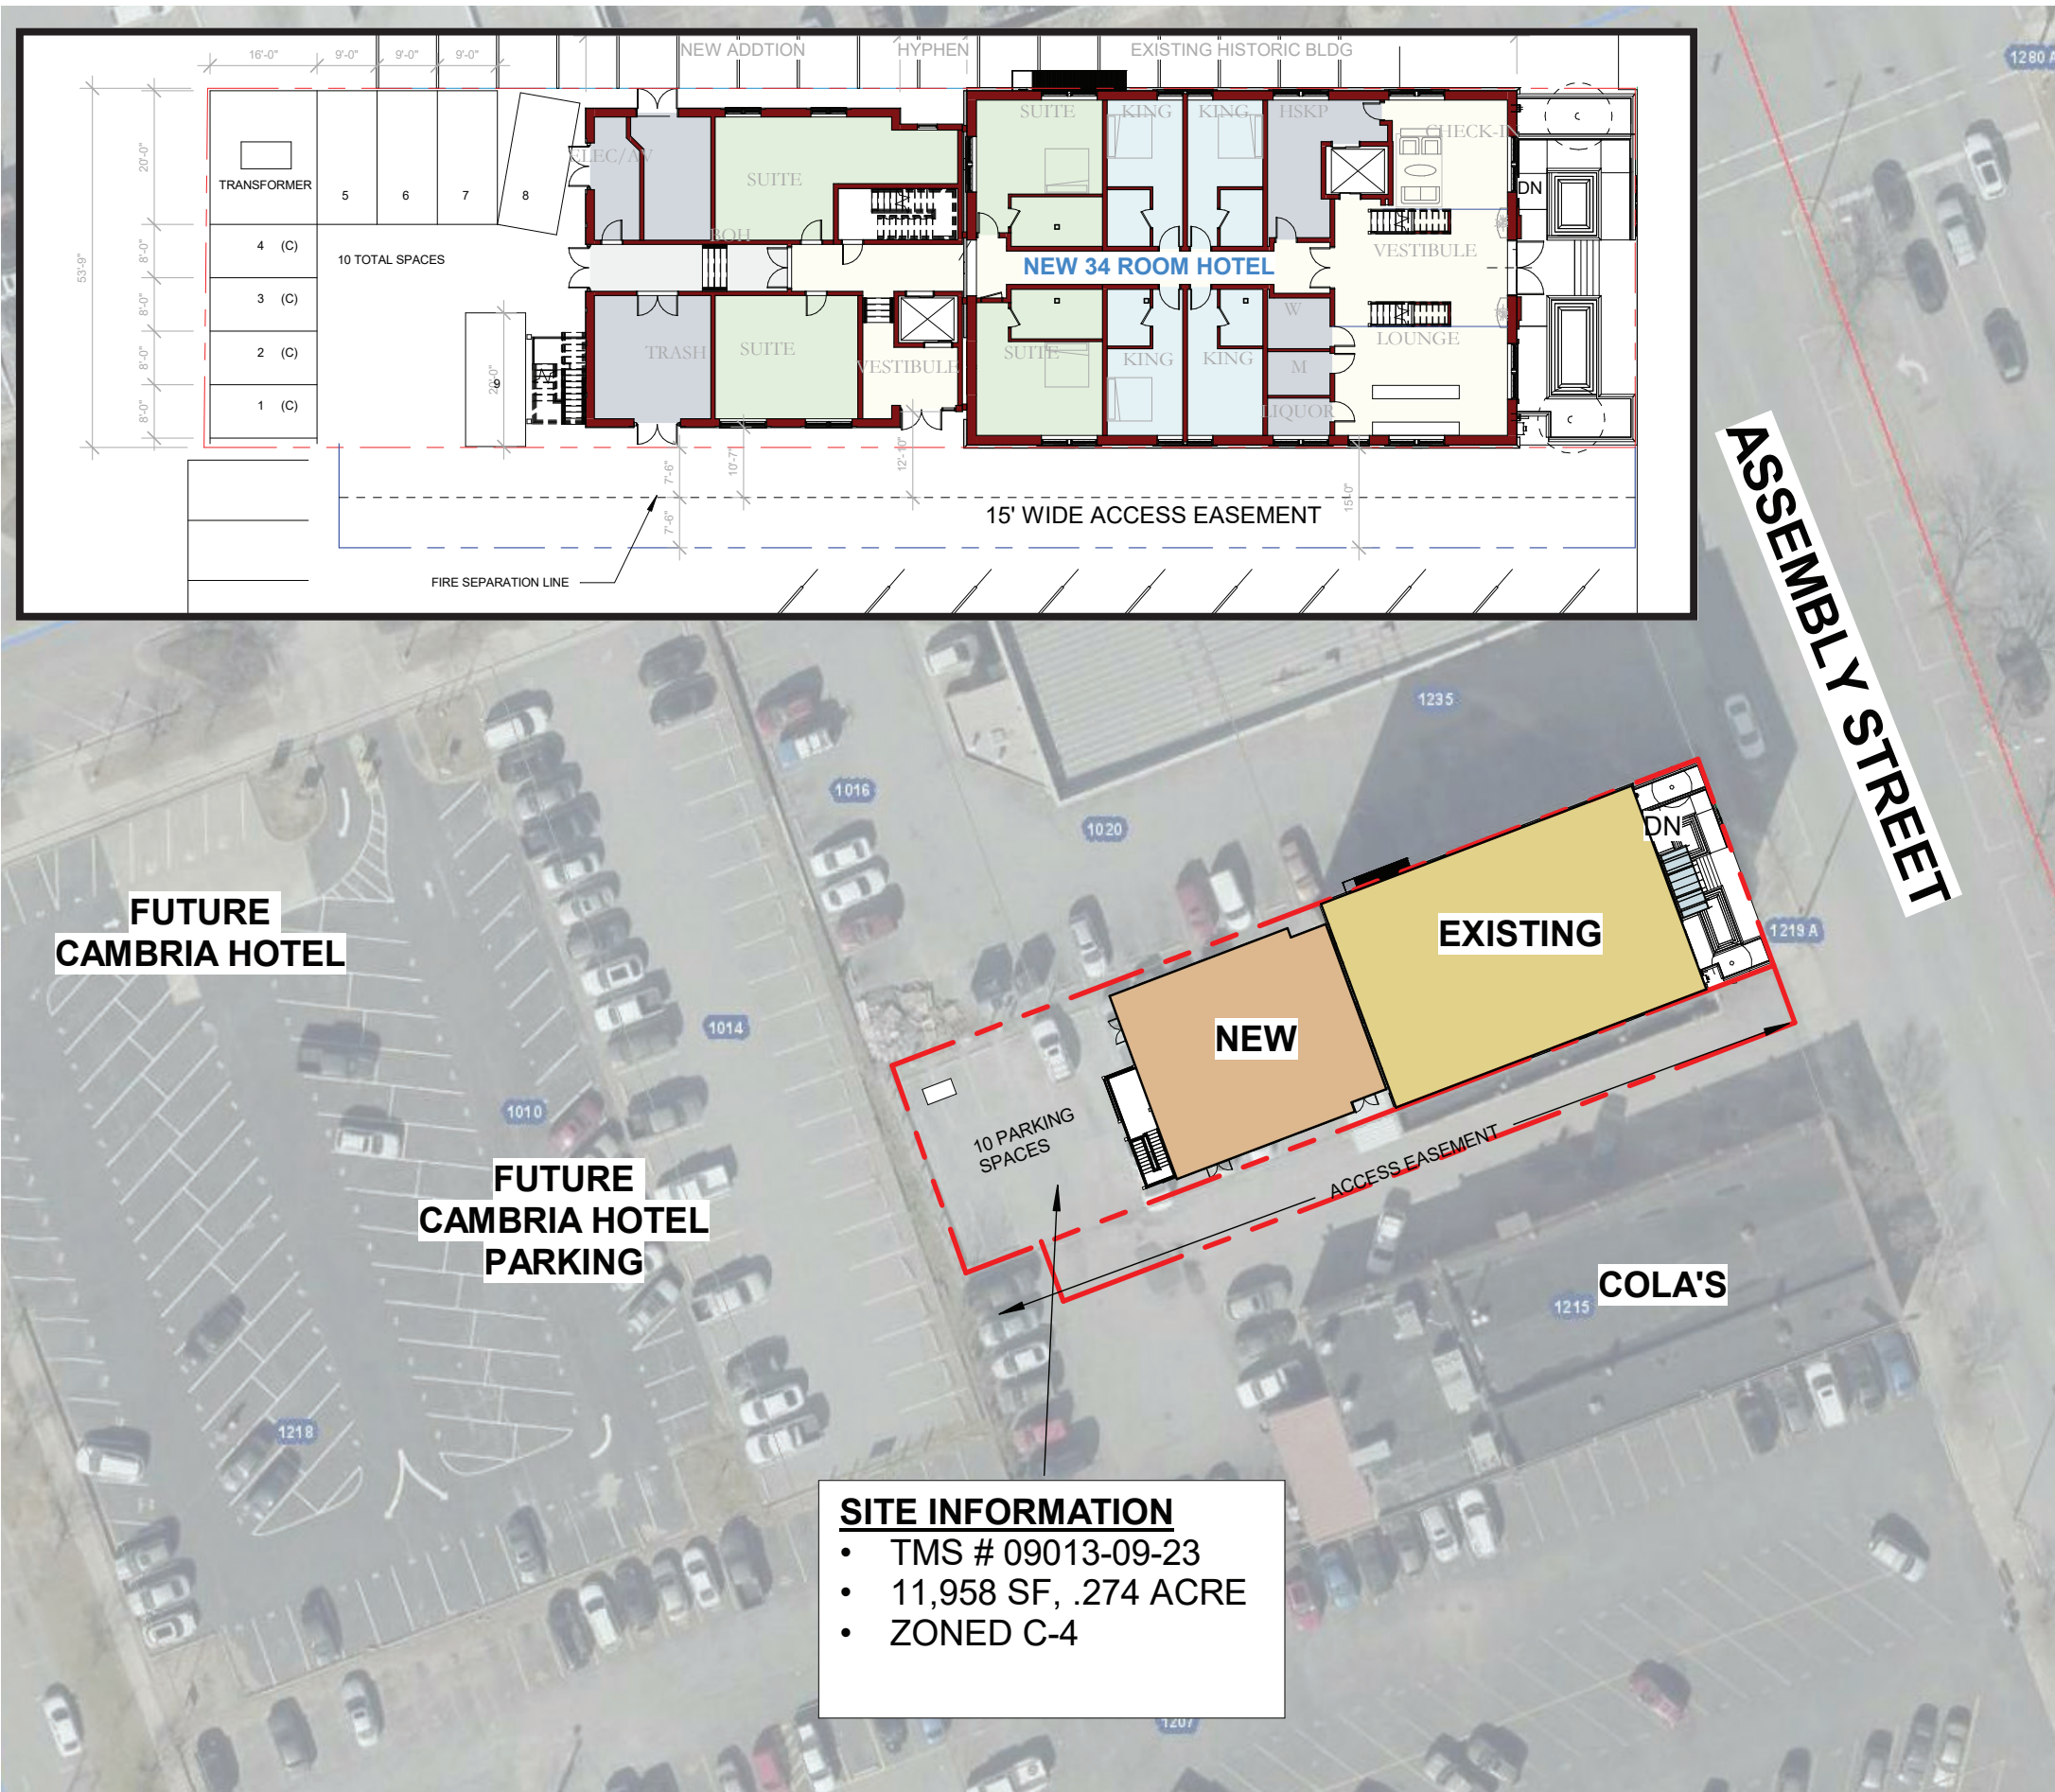 16'-0" 9'-0" 9'-0" 9'-0"
NEW ADDTION HYPHEN EXISTING HISTORIC BLDG
1280 A
53'-9"
20'-0"
8'-0"
8'-0"
8'-0"
8'-0"
TRANSFORMER
5 6 7 8
4 (C)
3 (C)
2 (C)
1 (C)
10 TOTAL SPACES
9
20'-0"
ELEC/AV
BOH
SUITE
TRASH
SUITE
VESTIBULE
SUITE KING KING HSKP CHECK-IN
DN
NEW 34 ROOM HOTEL
VESTIBULE
SUITE KING KING
W
M
LIQUOR
LOUNGE
7'-6"
7'-6"
10'-7"
12'-10"
15'-0"
15' WIDE ACCESS EASEMENT
FIRE SEPARATION LINE
ASSEMBLY STREET
1235
1016
1020
DN
1219 A
FUTURE
CAMBRIA HOTEL
EXISTING
NEW
1014
1010
10 PARKING
SPACES
ACCESS EASEMENT
FUTURE
CAMBRIA HOTEL
PARKING
COLA'S
1215
1218
SITE INFORMATION
• TMS # 09013-09-23
• 11,958 SF, .274 ACRE
• ZONED C-4
1207